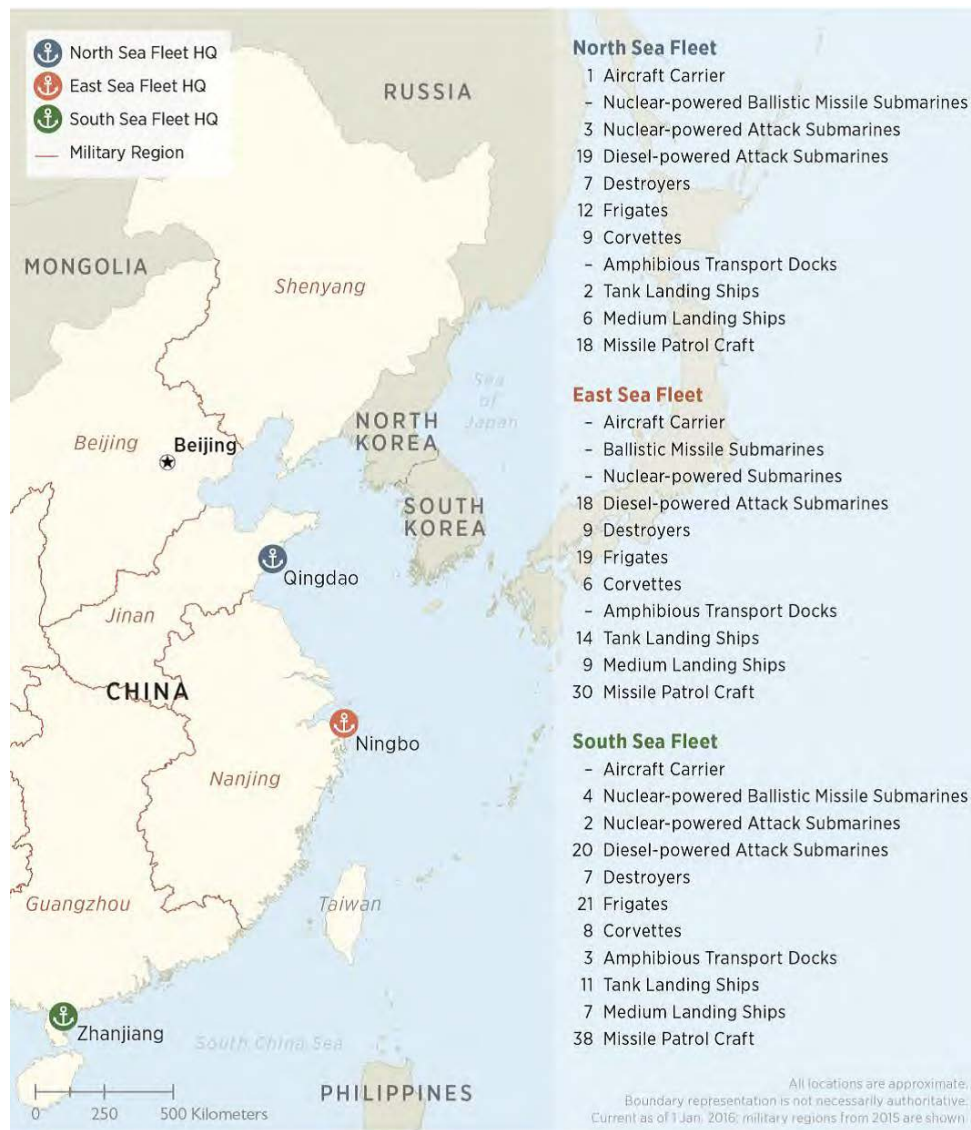 North Sea Fleet HQ
East Sea Fleet HQ
South Sea Fleet HQ
Military Region
RUSSIA
MONGOLIA
Shenyang
Sea
of
Japan
NORTH
KOREA
Beijing
Beijing
SOUTH
KOREA
Qingdao
Jinan
CHINA
Ningbo
Nanjing
Guangzhou
Taiwan
Zhanjiang
South China Sea
PHILIPPINES
0 250 500 Kilometers
North Sea Fleet
1 Aircraft Carrier
– Nuclear-powered Ballistic Missile Submarines
3 Nuclear-powered Attack Submarines
19 Diesel-powered Attack Submarines
7 Destroyers
12 Frigates
9 Corvettes
– Amphibious Transport Docks
2 Tank Landing Ships
6 Medium Landing Ships
18 Missile Patrol Craft
East Sea Fleet
– Aircraft Carrier
– Ballistic Missile Submarines
– Nuclear-powered Submarines
18 Diesel-powered Attack Submarines
9 Destroyers
19 Frigates
6 Corvettes
– Amphibious Transport Docks
14 Tank Landing Ships
9 Medium Landing Ships
30 Missile Patrol Craft
South Sea Fleet
– Aircraft Carrier
4 Nuclear-powered Ballistic Missile Submarines
2 Nuclear-powered Attack Submarines
20 Diesel-powered Attack Submarines
7 Destroyers
21 Frigates
8 Corvettes
3 Amphibious Transport Docks
11 Tank Landing Ships
7 Medium Landing Ships
38 Missile Patrol Craft
All locations are approximate.
Boundary representation is not necessarily authoritative.
Current as of 1 Jan. 2016; military regions from 2015 are shown.